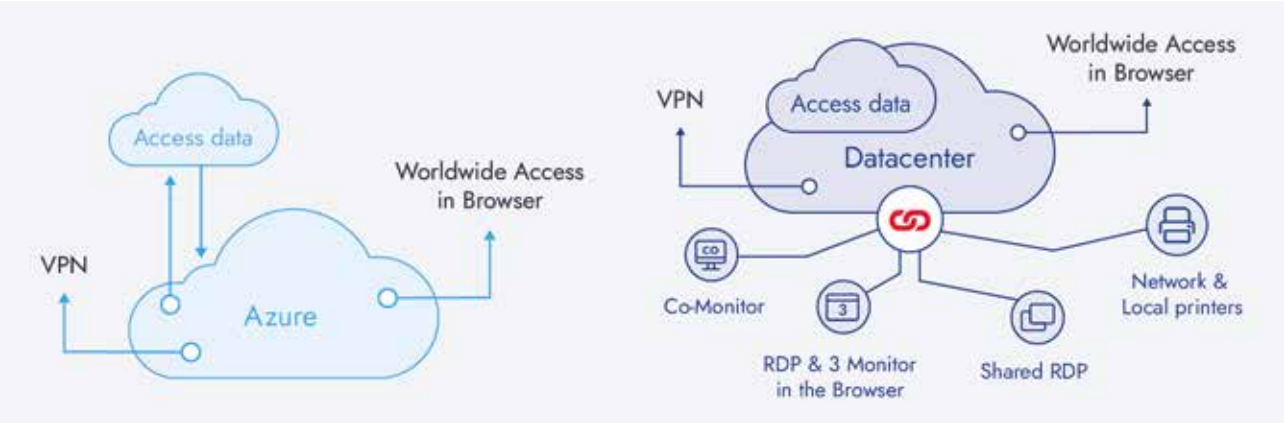 Access data
Worldwide Access
in Browser
VPN
Azure
Worldwide Access
in Browser
VPN
Access data
Datacenter
CO
Co-Monitor
3
RDP & 3 Monitor
in the Browser
Shared RDP
Network &
Local printers